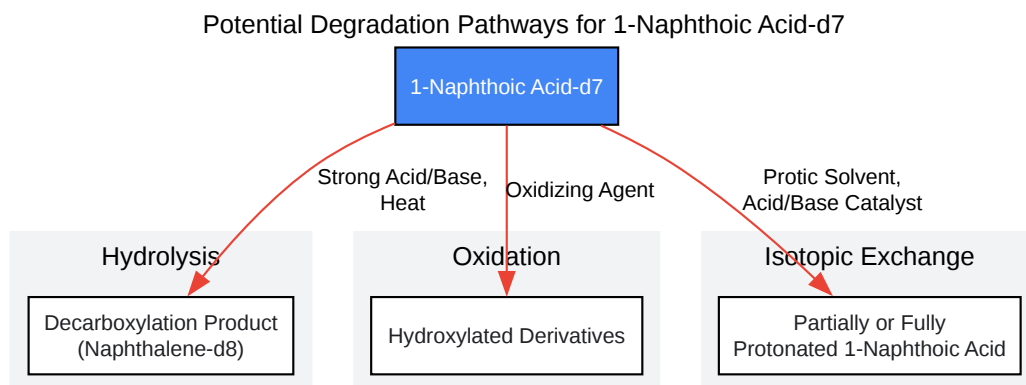 Potential Degradation Pathways for 1-Naphthoic Acid-d7
1-Naphthoic Acid-d7
Strong Acid/Base,
Heat
Oxidizing Agent
Protic Solvent,
Acid/Base Catalyst
Hydrolysis
Oxidation
Isotopic Exchange
Decarboxylation Product
(Naphthalene-d8)
Hydroxylated Derivatives
Partially or Fully
Protonated 1-Naphthoic Acid